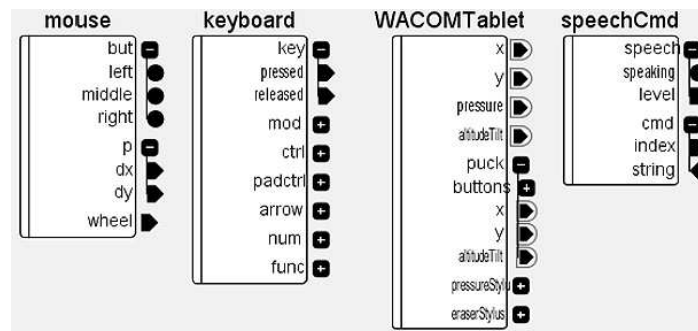 mouse
but
left
middle
right
p
dx
dy
wheel
keyboard
key
pressed
released
mod
ctrl
padctrl
arrow
num
func
WACOMTablet
x
y
pressure
altitudeTilt
puck
buttons
x
y
altitudeTilt
pressureStylu
eraserStylus
speechCmd
speech
speaking
level
cmd
index
string